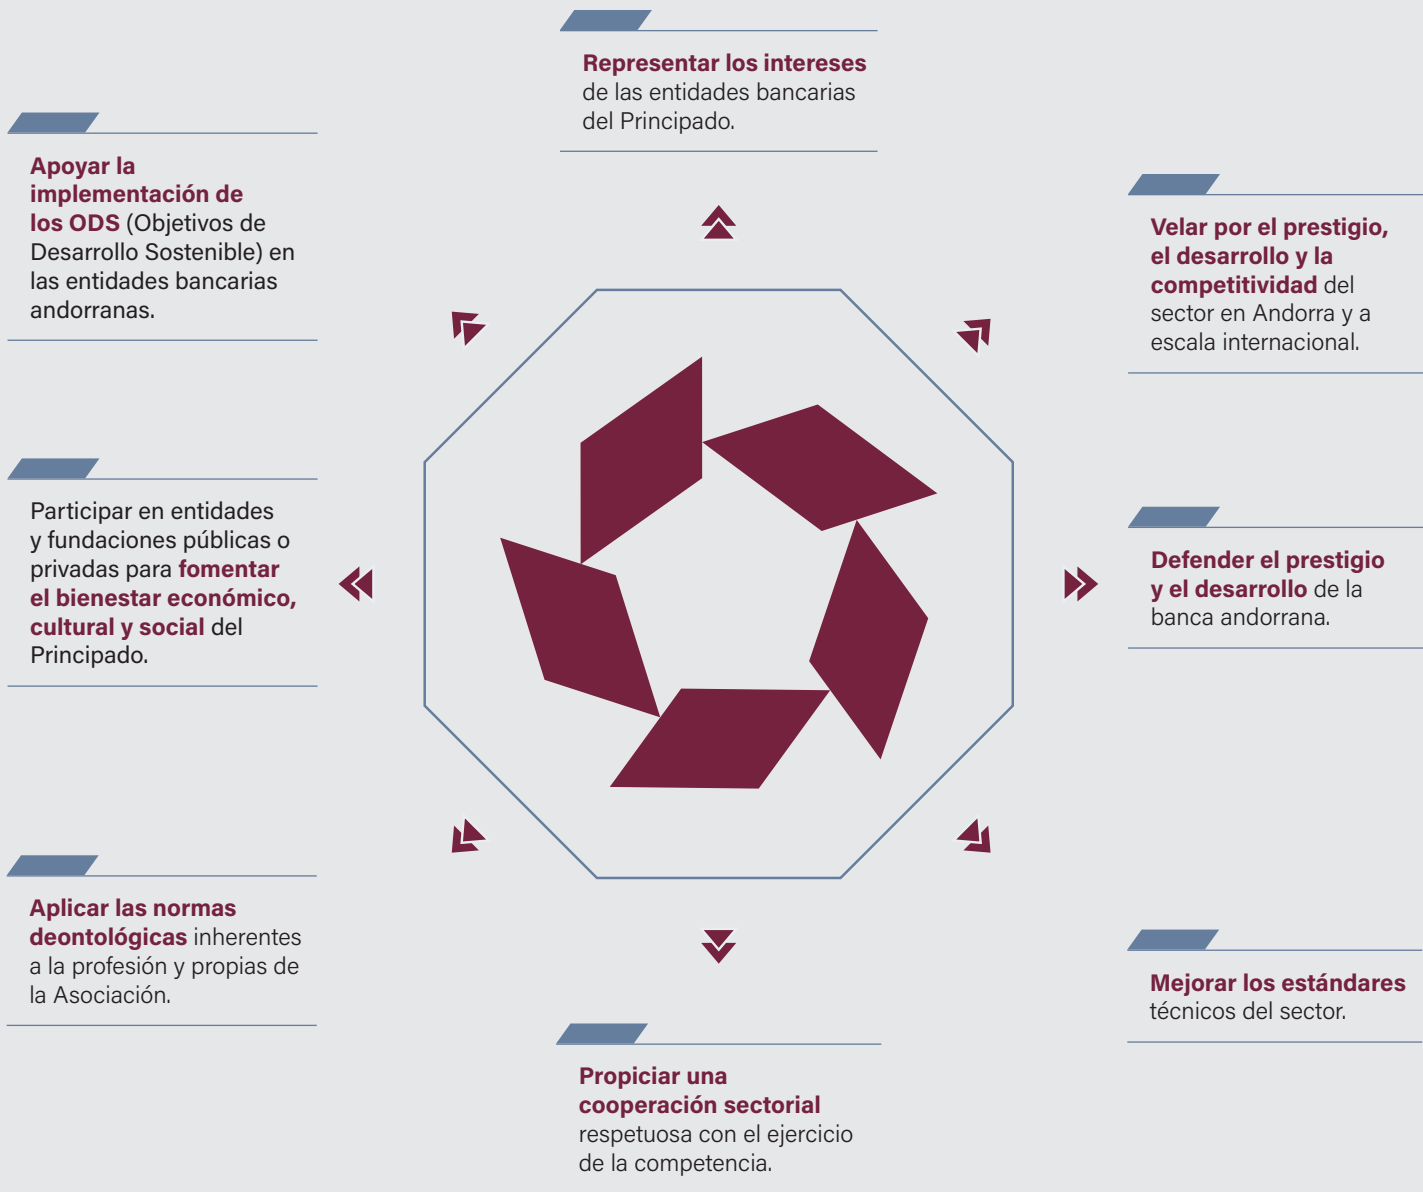 Representar los intereses
de las entidades bancarias
del Principado.
Velar por el prestigio,
el desarrollo y la
competitividad del
sector en Andorra y a
escala internacional.
Defender el prestigio
y el desarrollo de la
banca andorrana.
Mejorar los estándares
técnicos del sector.
Propiciar una
cooperación sectorial
respetuosa con el ejercicio
de la competencia.
Aplicar las normas
deontológicas inherentes
a la profesión y propias de
la Asociación.
Participar en entidades
y fundaciones públicas o
privadas para fomentar
el bienestar económico,
cultural y social del
Principado.
Apoyar la
implementación de
los ODS (Objetivos de
Desarrollo Sostenible) en
las entidades bancarias
andorranas.